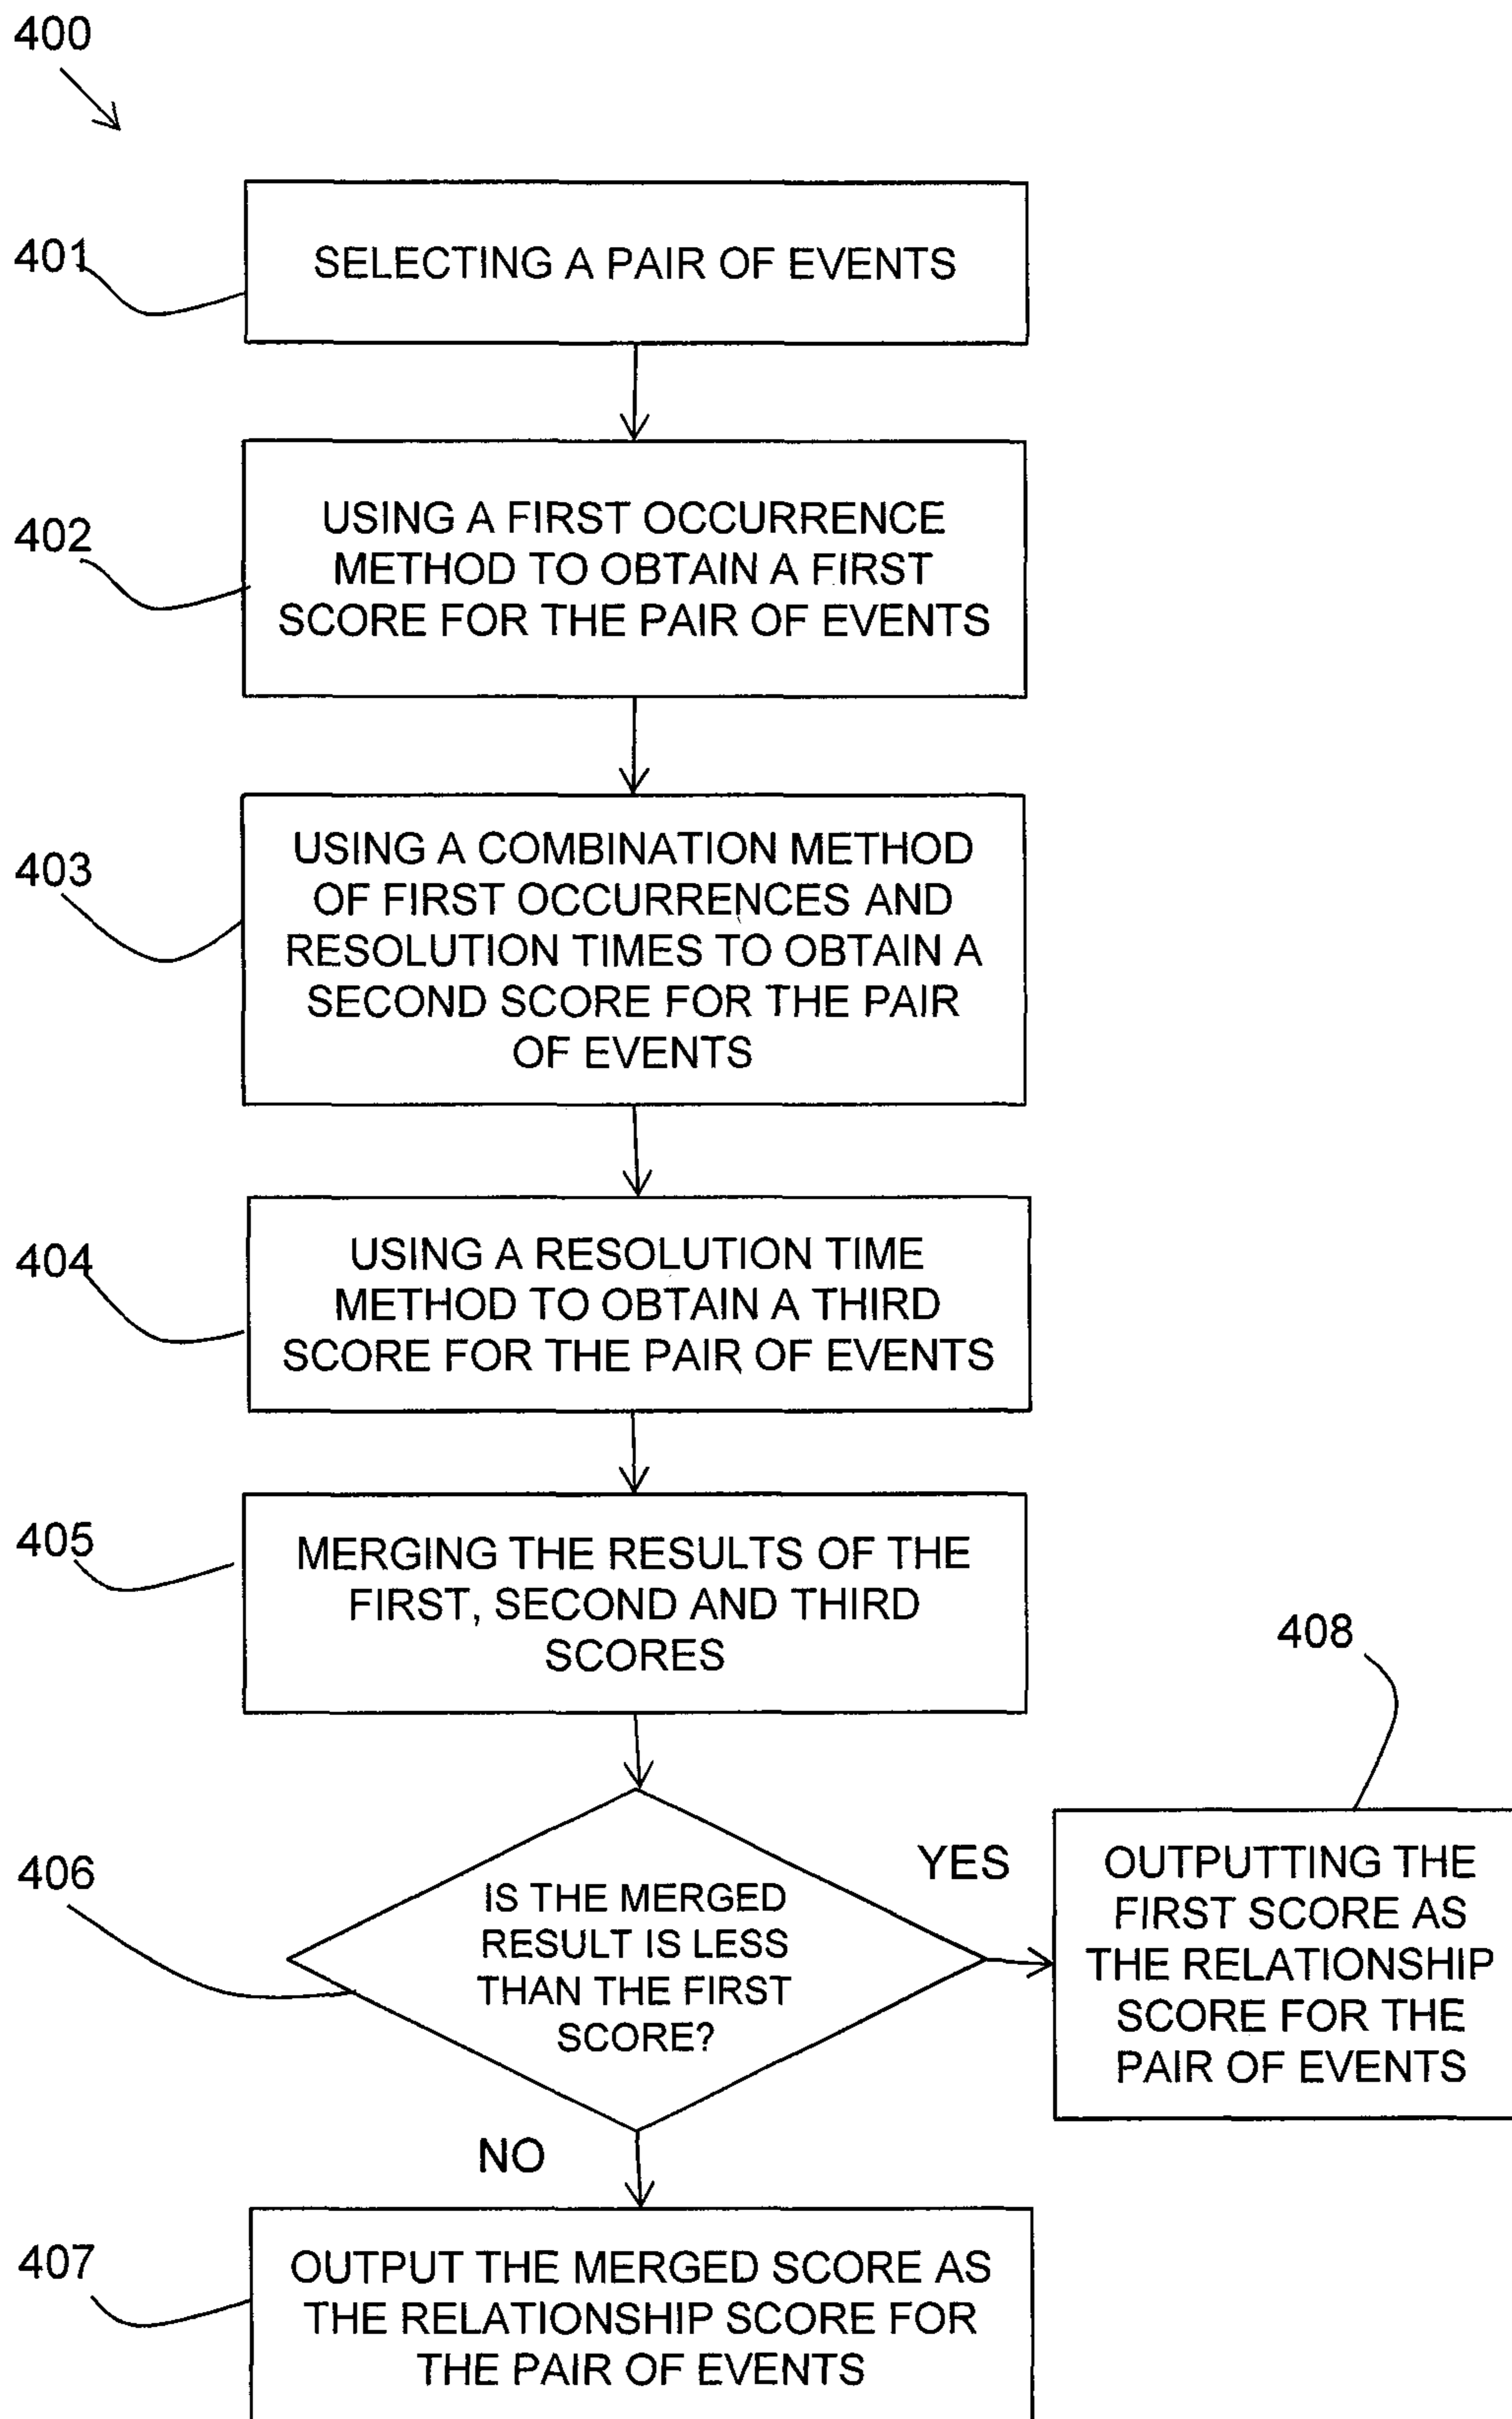 400
401
SELECTING A PAIR OF EVENTS
402
USING A FIRST OCCURRENCE
METHOD TO OBTAIN A FIRST
SCORE FOR THE PAIR OF EVENTS
403
USING A COMBINATION METHOD
OF FIRST OCCURRENCES AND
RESOLUTION TIMES TO OBTAIN A
SECOND SCORE FOR THE PAIR
OF EVENTS
404
USING A RESOLUTION TIME
METHOD TO OBTAIN A THIRD
SCORE FOR THE PAIR OF EVENTS
405
MERGING THE RESULTS OF THE
FIRST, SECOND AND THIRD
SCORES
406
IS THE MERGED
RESULT IS LESS
THAN THE FIRST
SCORE?
YES
408
OUTPUTTING THE
FIRST SCORE AS
THE RELATIONSHIP
SCORE FOR THE
PAIR OF EVENTS
NO
407
OUTPUT THE MERGED SCORE AS
THE RELATIONSHIP SCORE FOR
THE PAIR OF EVENTS